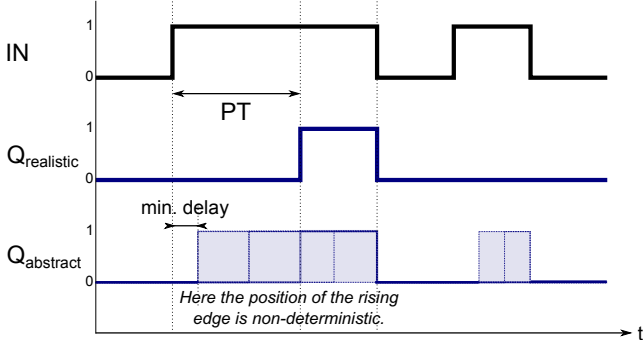 1
IN
0
PT
1
Qrealistic
0
min. delay
1
Qabstract
0
Here the position of the rising
edge is non-deterministic.
t